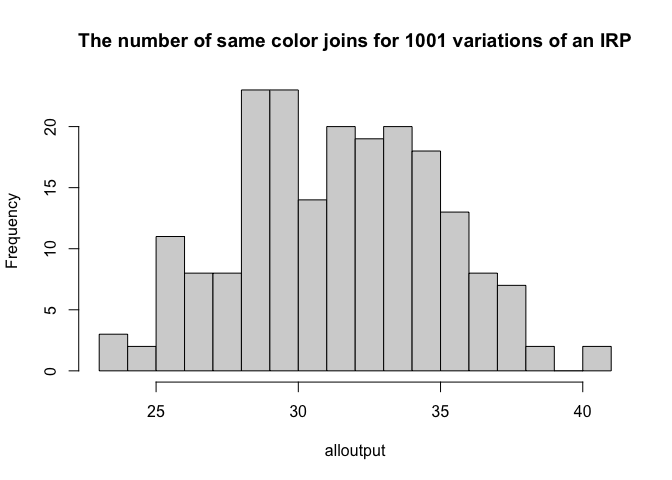 The number of same color joins for 1001 variations of an IRP
Frequency
20
15
10
5
0
25 30 35 40
alloutput